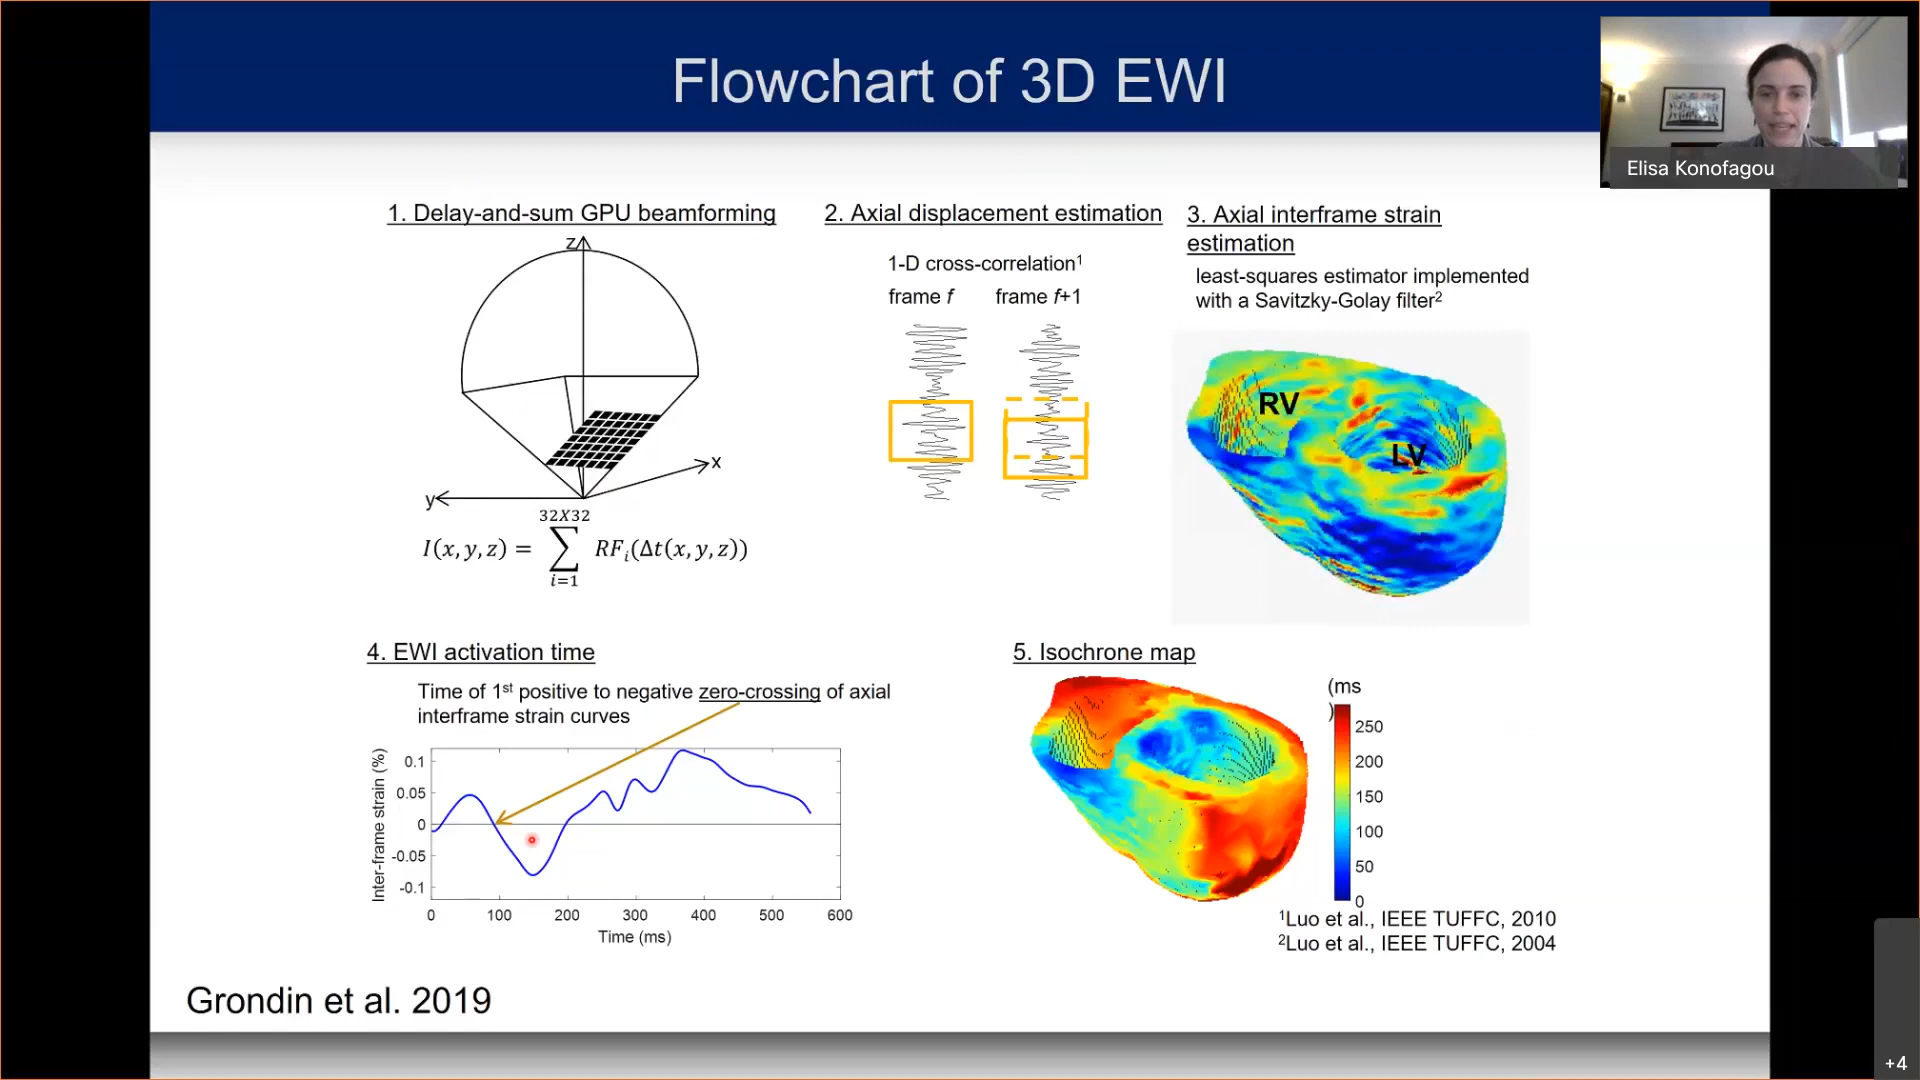 Flowchart of 3D EWI
Elisa Konofagou
1. Delay-and-sum GPU beamforming
z
x
y
32X32
I(x, y, z) = ∑ RFᵢ(Δt(x, y, z))
i=1
2. Axial displacement estimation
1-D cross-correlation¹
frame f frame f+1
3. Axial interframe strain
estimation
least-squares estimator implemented
with a Savitzky-Golay filter²
RV
LV
4. EWI activation time
Time of 1st positive to negative zero-crossing of axial
interframe strain curves
Inter-frame strain (%)
0.1
0.05
0
-0.05
-0.1
0 100 200 300 400 500 600
Time (ms)
5. Isochrone map
(ms
)
250
200
150
100
50
0
¹Luo et al., IEEE TUFFC, 2010
²Luo et al., IEEE TUFFC, 2004
Grondin et al. 2019
+4